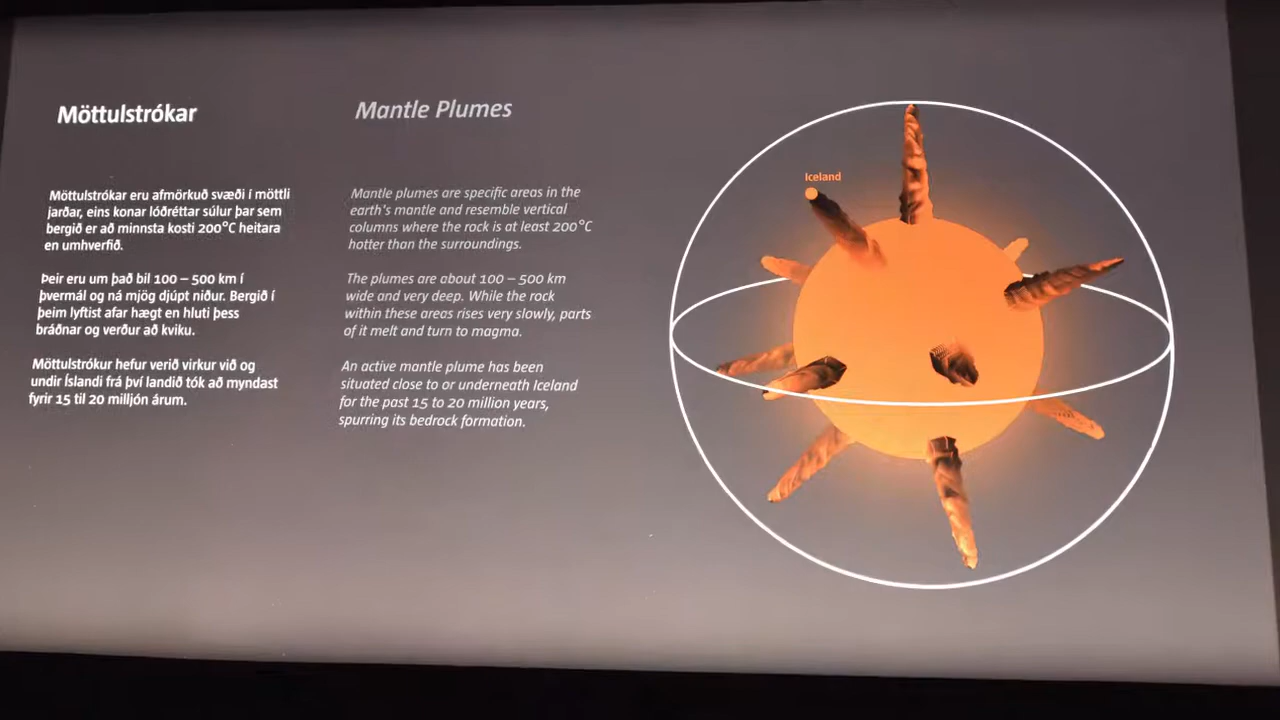 Möttulstrókar
Möttulstrókar eru afmörkuð svæði í möttli
jarðar, eins konar lóðréttar súlur þar sem
bergið er að minnsta kosti 200°C heitara
en umhverfið.
Þeir eru um það bil 100 – 500 km í
þvermál og ná mjög djúpt niður. Bergið í
þeim lyftist afar hægt en hluti þess
bráðnar og verður að kviku.
Möttulstrókur hefur verið virkur við og
undir Íslandi frá því landið tók að myndast
fyrir 15 til 20 milljón árum.
Mantle Plumes
Mantle plumes are specific areas in the
earth's mantle and resemble vertical
columns where the rock is at least 200°C
hotter than the surroundings.
The plumes are about 100 – 500 km
wide and very deep. While the rock
within these areas rises very slowly, parts
of it melt and turn to magma.
An active mantle plume has been
situated close to or underneath Iceland
for the past 15 to 20 million years,
spurring its bedrock formation.
Iceland